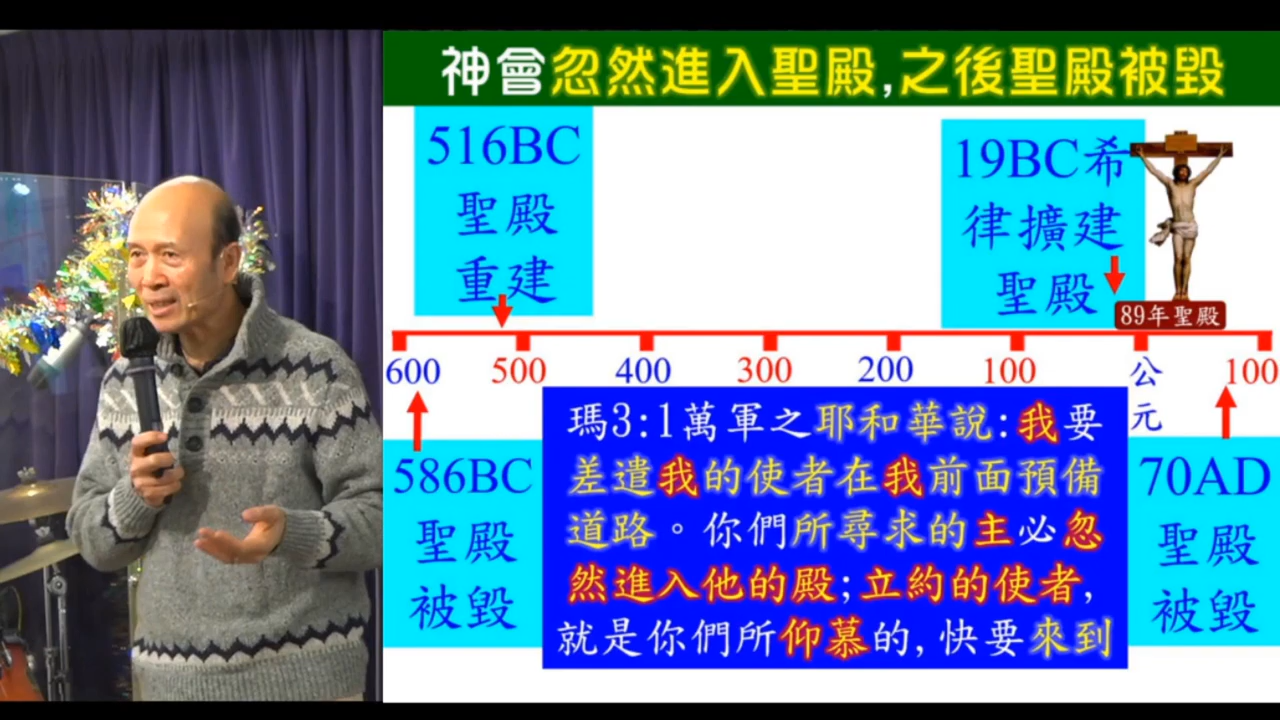 神會忽然進入聖殿,之後聖殿被毀
516BC
聖殿
重建
19BC希
律擴建
聖殿
89年聖殿
600 500 400 300 200 100 公元 100
586BC
聖殿
被毀
瑪3:1萬軍之耶和華說:我要
差遣我的使者在我前面預備
道路。你們所尋求的主必忽
然進入他的殿;立約的使者,
就是你們所仰慕的,快要來到
70AD
聖殿
被毀